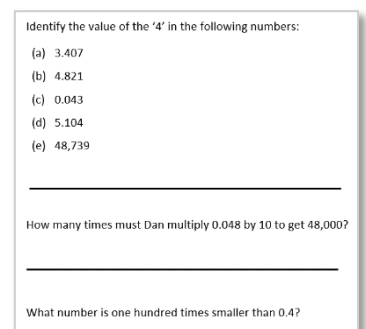 Identify the value of the ‘4’ in the following numbers:
(a) 3.407
(b) 4.821
(c) 0.043
(d) 5.104
(e) 48,739
How many times must Dan multiply 0.048 by 10 to get 48,000?
What number is one hundred times smaller than 0.4?